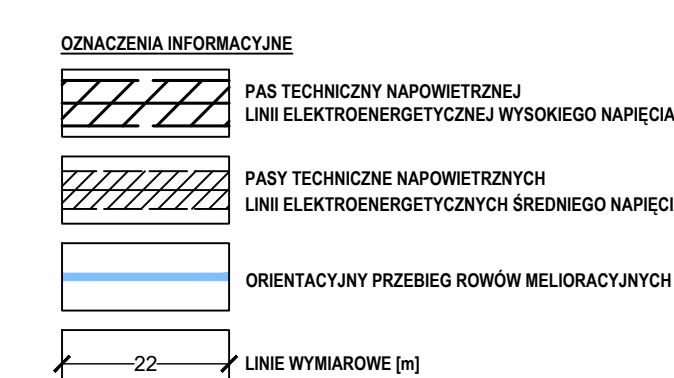 OZNACZENIA INFORMACYJNE
PAS TECHNICZNY NAPOWIETRZNEJ
LINII ELEKTROENERGETYCZNEJ WYSOKIEGO NAPIĘCIA
PASY TECHNICZNE NAPOWIETRZNYCH
LINII ELEKTROENERGETYCZNYCH ŚREDNIEGO NAPIĘCI
ORIENTACYJNY PRZEBIEG ROWÓW MELIORACYJNYCH
22
LINIE WYMIAROWE [m]